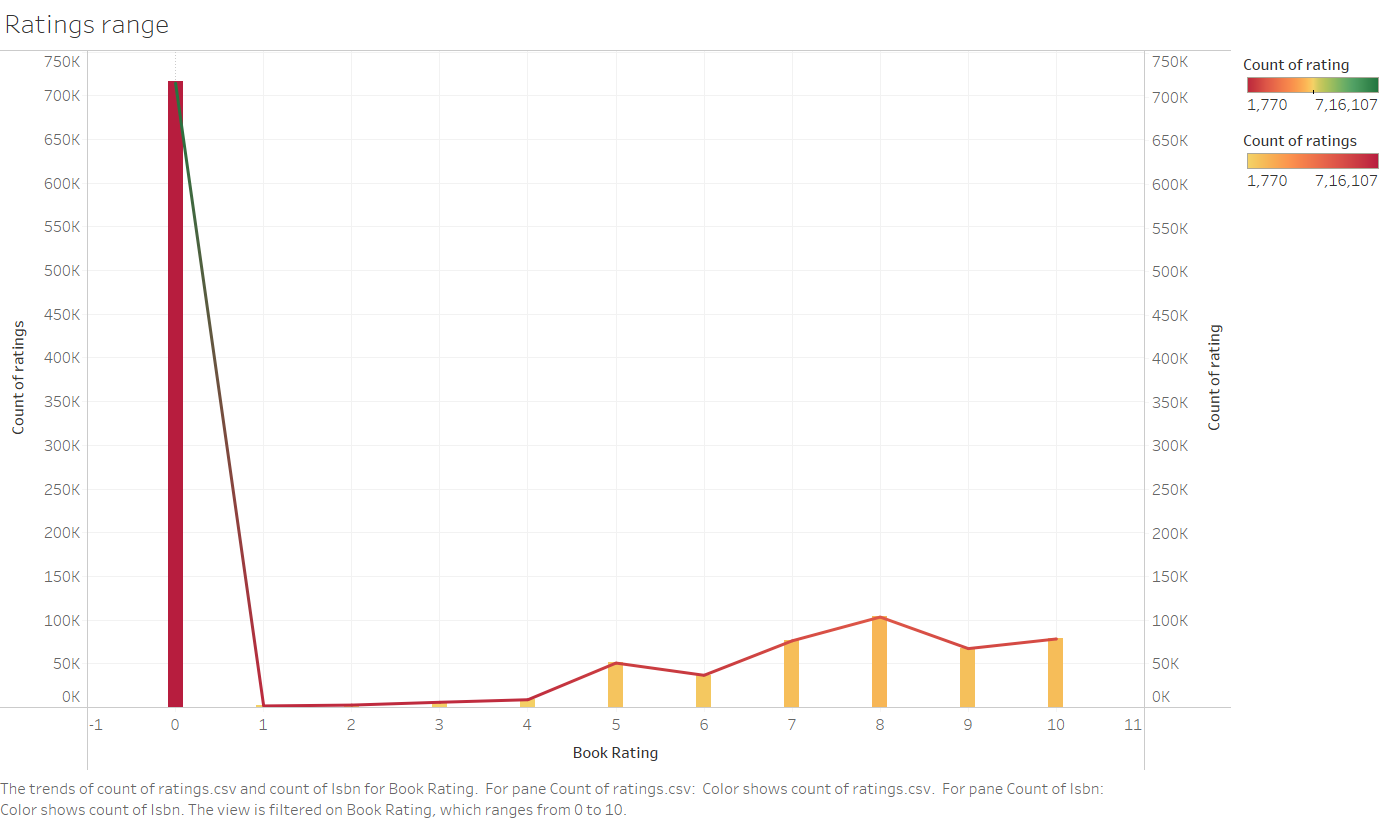 Ratings range
750K
700K
650K
600K
550K
500K
450K
400K
350K
300K
250K
200K
150K
100K
50K
0K
Count of ratings
-1 0 1 2 3 4 5 6 7 8 9 10 11
Book Rating
750K
700K
650K
600K
550K
500K
450K
400K
350K
300K
250K
200K
150K
100K
50K
0K
Count of rating
Count of rating
1,770 7,16,107
Count of ratings
1,770 7,16,107
The trends of count of ratings.csv and count of Isbn for Book Rating.  For pane Count of ratings.csv:  Color shows count of ratings.csv.  For pane Count of Isbn:
Color shows count of Isbn. The view is filtered on Book Rating, which ranges from 0 to 10.